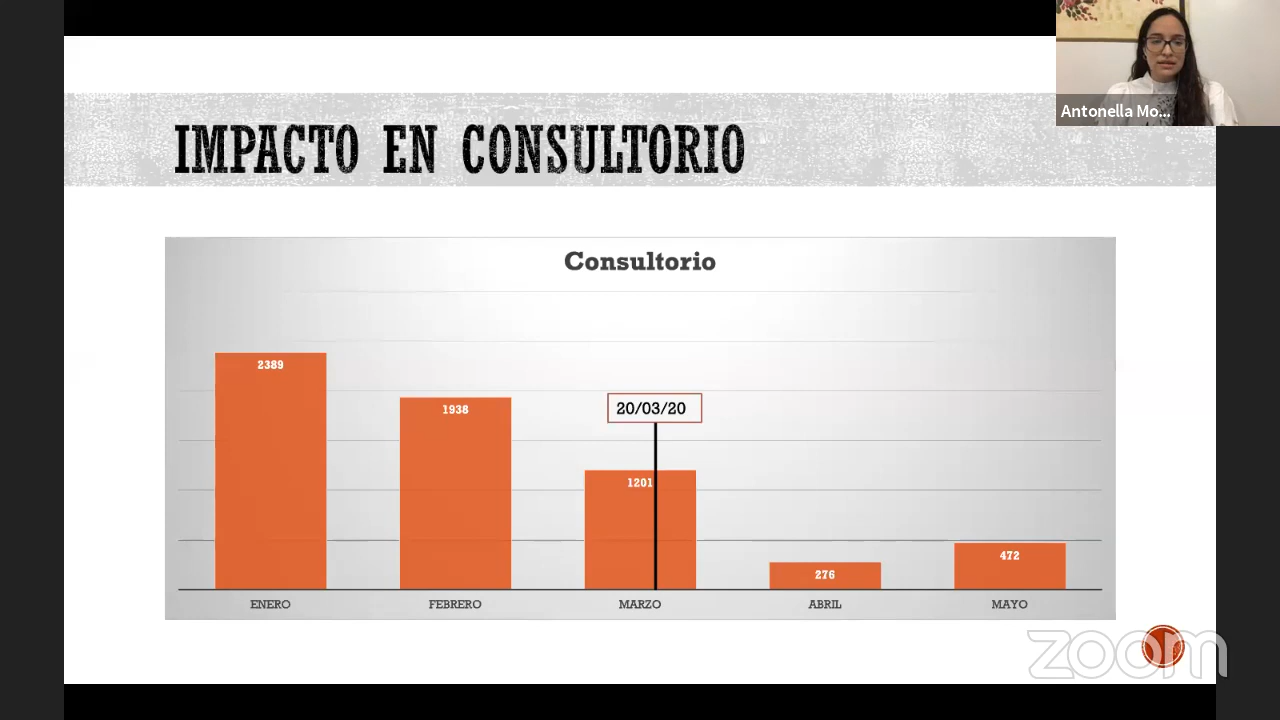 Antonella Mo...
IMPACTO EN CONSULTORIO
Consultorio
2389
1938
20/03/20
1201
276
472
ENERO
FEBRERO
MARZO
ABRIL
MAYO
zoom